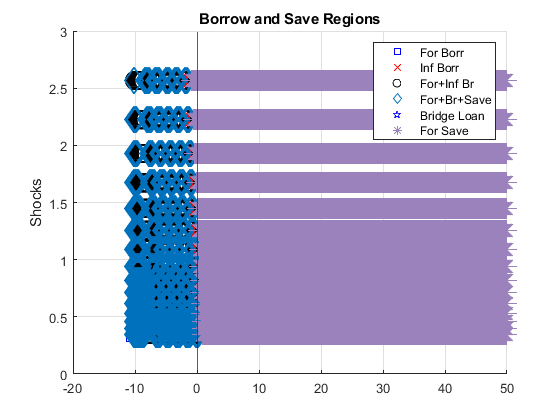 Borrow and Save Regions
3
2.5
2
1.5
1
0.5
0
Shocks
For Borr
Inf Borr
For+Inf Br
For+Br+Save
Bridge Loan
For Save
-20
-10
0
10
20
30
40
50